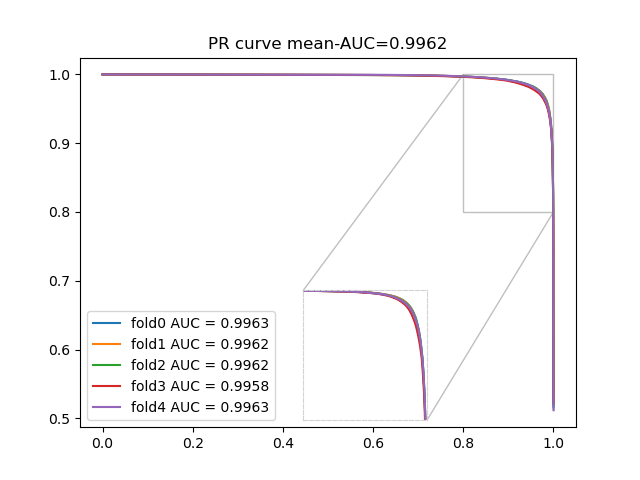 PR curve mean-AUC=0.9962
1.0
0.9
0.8
0.7
0.6
0.5
fold0 AUC = 0.9963
fold1 AUC = 0.9962
fold2 AUC = 0.9962
fold3 AUC = 0.9958
fold4 AUC = 0.9963
0.0 0.2 0.4 0.6 0.8 1.0